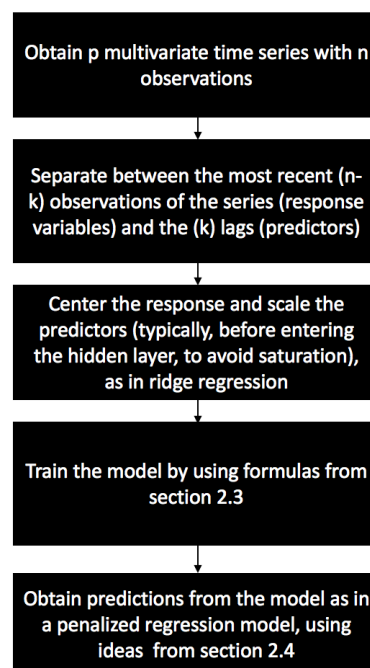 Obtain p multivariate time series with n
observations
Separate between the most recent (n-
k) observations of the series (response
variables) and the (k) lags (predictors)
Center the response and scale the
predictors (typically, before entering
the hidden layer, to avoid saturation),
as in ridge regression
Train the model by using formulas from
section 2.3
Obtain predictions from the model as in
a penalized regression model, using
ideas  from section 2.4